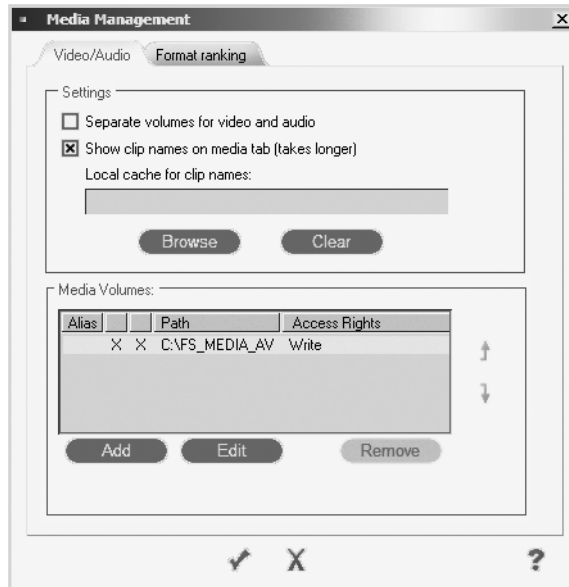 Media Management
Video/Audio
Format ranking
Settings
Separate volumes for video and audio
Show clip names on media tab (takes longer)
Local cache for clip names:
Browse
Clear
Media Volumes:
Alias Path Access Rights
X X C:\FS_MEDIA_AV Write
Add
Edit
Remove
?